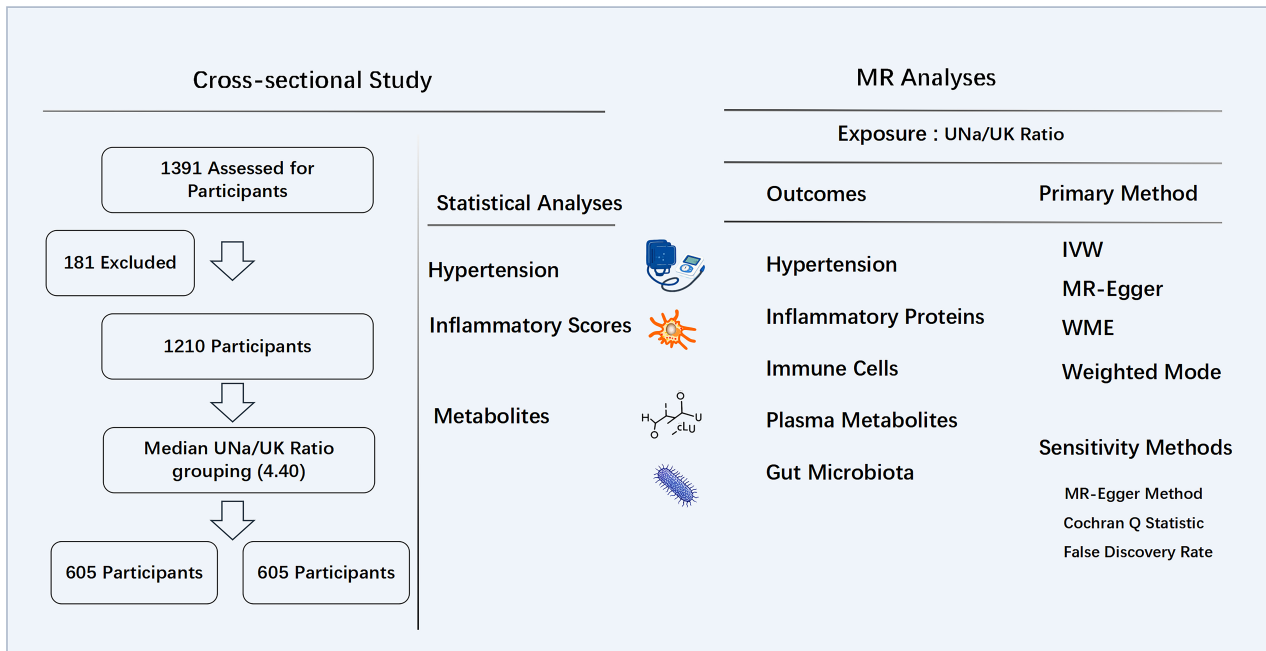 Cross-sectional Study
1391 Assessed for
Participants
181 Excluded
1210 Participants
Median UNa/UK Ratio
grouping (4.40)
605 Participants
605 Participants
Statistical Analyses
Hypertension
Inflammatory Scores
Metabolites
H
O
O
I
U
cLU
MR Analyses
Exposure : UNa/UK Ratio
Outcomes
Hypertension
Inflammatory Proteins
Immune Cells
Plasma Metabolites
Gut Microbiota
Primary Method
IVW
MR-Egger
WME
Weighted Mode
Sensitivity Methods
MR-Egger Method
Cochran Q Statistic
False Discovery Rate